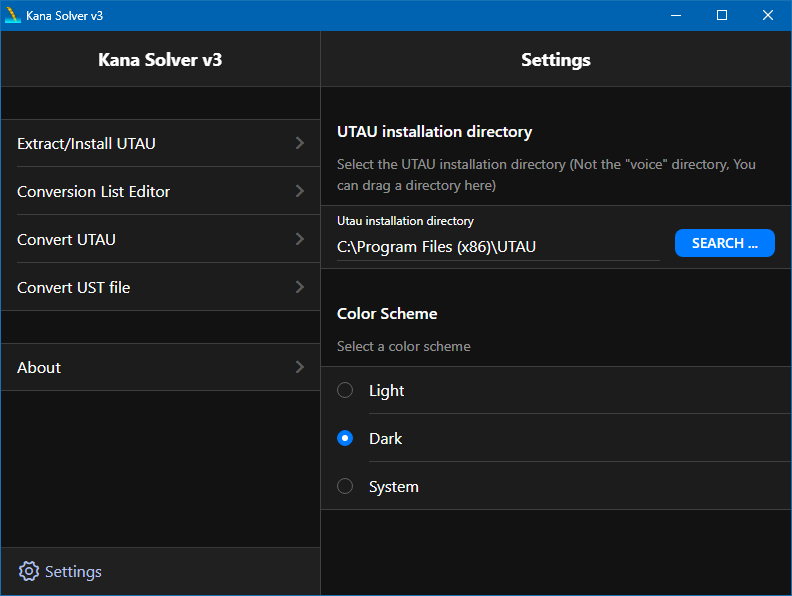 Kana Solver v3
Kana Solver v3
Extract/Install UTAU
Conversion List Editor
Convert UTAU
Convert UST file
About
Settings
Settings
UTAU installation directory
Select the UTAU installation directory (Not the "voice" directory, You
can drag a directory here)
Utau installation directory
C:\Program Files (x86)\UTAU
SEARCH ...
Color Scheme
Select a color scheme
Light
Dark
System